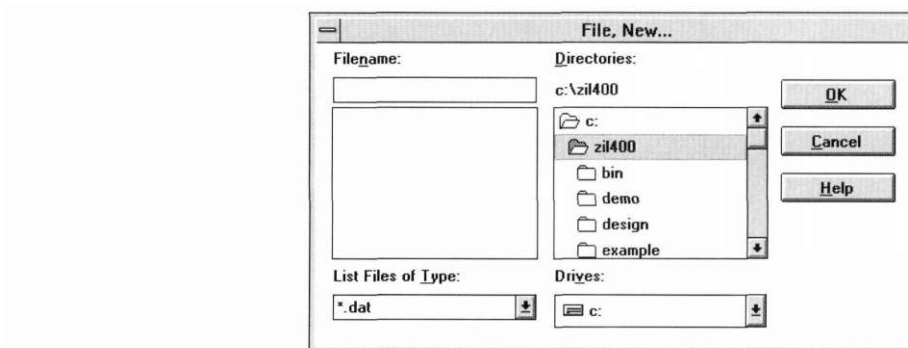 File, New...
Filename:
Directories:
c:\zil400
OK
c:
zil400
Cancel
bin
demo
Help
design
example
List Files of Type:
Drives:
*.dat
c: